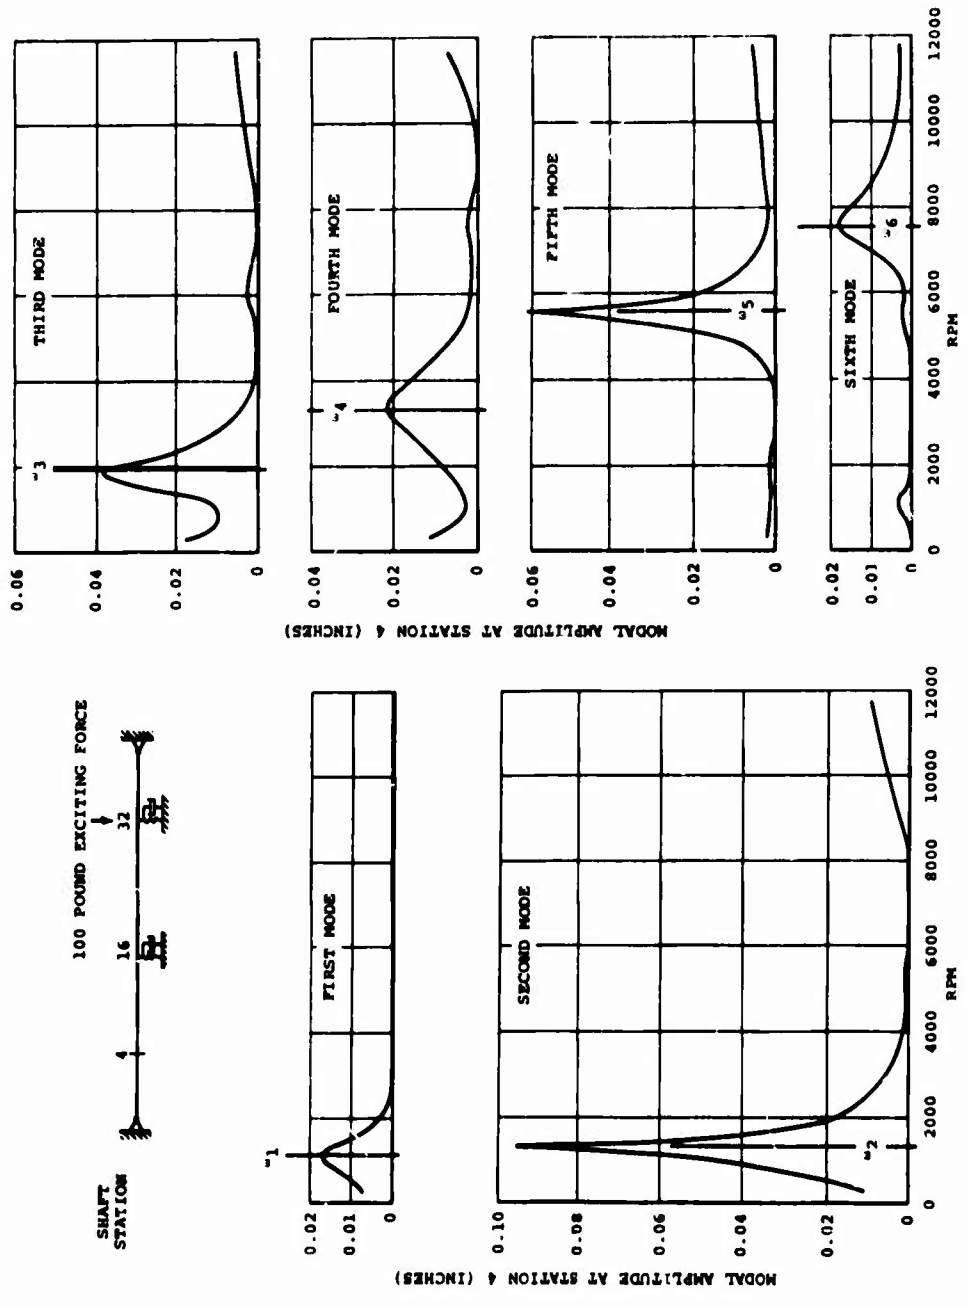 SHAFT
STATION
4
16
32
100 POUND EXCITING FORCE
MODAL AMPLITUDE AT STATION 4 (INCHES)
0.02
0.01
0
ω1
FIRST MODE
0.10
0.08
0.06
0.04
0.02
0
ω2
SECOND MODE
0
2000
4000
6000
8000
10000
12000
RPM
MODAL AMPLITUDE AT STATION 4 (INCHES)
0.06
0.04
0.02
0
ω3
THIRD MODE
0.04
0.02
0
ω4
FOURTH MODE
0.06
0.04
0.02
0
ω5
FIFTH MODE
0.02
0.01
0
ω6
SIXTH MODE
0
2000
4000
6000
8000
10000
12000
RPM